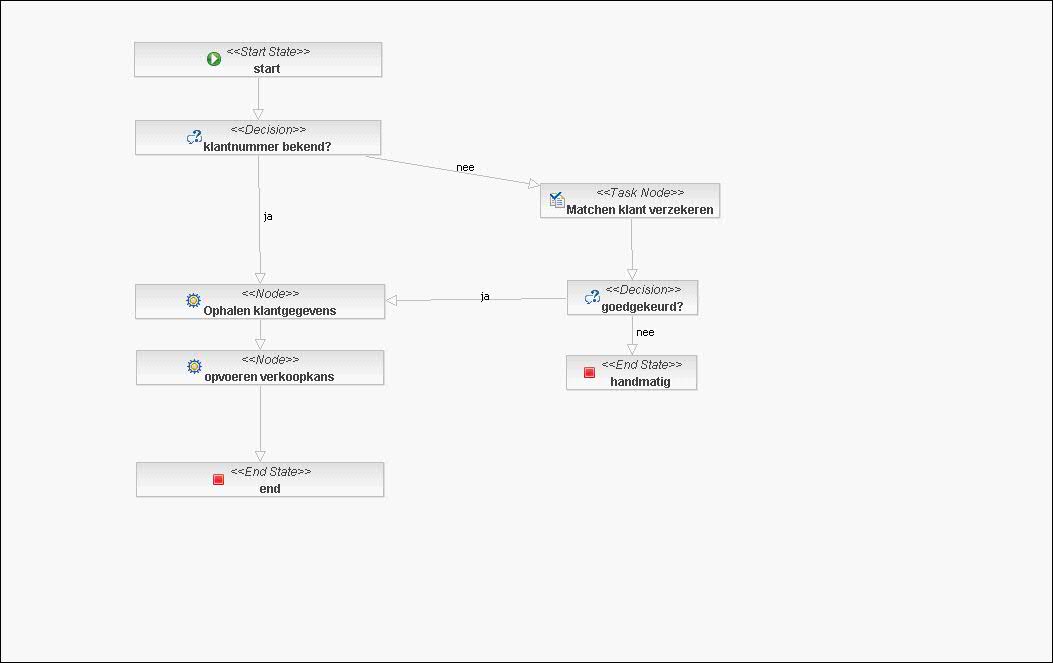 <<Start State>>
start
<<Decision>>
klantnummer bekend?
nee
<<Task Node>>
Matchen klant verzekeren
ja
<<Node>>
Ophalen klantgegevens
ja
<<Decision>>
goedgekeurd?
nee
<<Node>>
opvoeren verkoopkans
<<End State>>
handmatig
<<End State>>
end